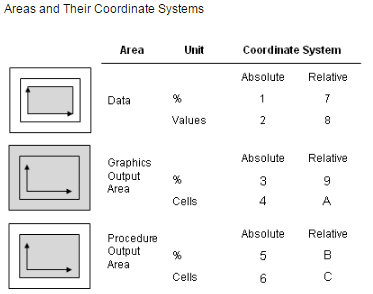 Areas and Their Coordinate Systems
Area Unit Coordinate System
Absolute Relative
Data % 1 7
Values 2 8
Absolute Relative
Graphics
Output % 3 9
Area
Cells 4 A
Absolute Relative
Procedure
Output % 5 B
Area
Cells 6 C